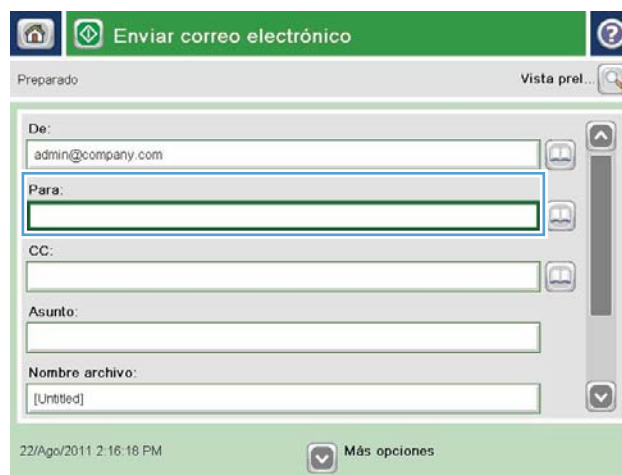 Enviar correo electrónico
Preparado
Vista prel...
De:
admin@company.com
Para:
CC:
Asunto:
Nombre archivo:
[Untitled]
22/Ago/2011 2:16:18 PM
Más opciones